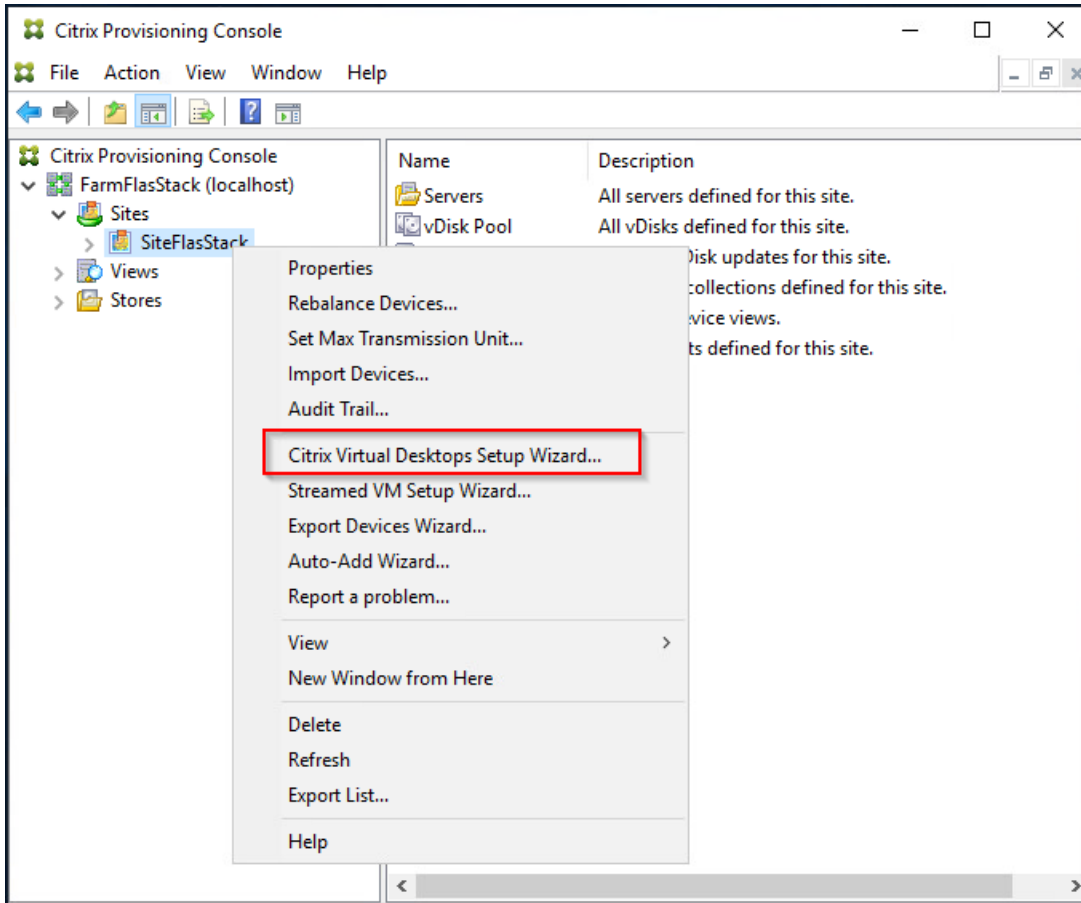 Citrix Provisioning Console
File Action View Window Help
Citrix Provisioning Console
FarmFlasStack (localhost)
Sites
SiteFlasStack
Views
Stores
Name Description
Servers All servers defined for this site.
vDisk Pool All vDisks defined for this site.
Disk updates for this site.
collections defined for this site.
evice views.
ts defined for this site.
Properties
Rebalance Devices...
Set Max Transmission Unit...
Import Devices...
Audit Trail...
Citrix Virtual Desktops Setup Wizard...
Streamed VM Setup Wizard...
Export Devices Wizard...
Auto-Add Wizard...
Report a problem...
View
New Window from Here
Delete
Refresh
Export List...
Help